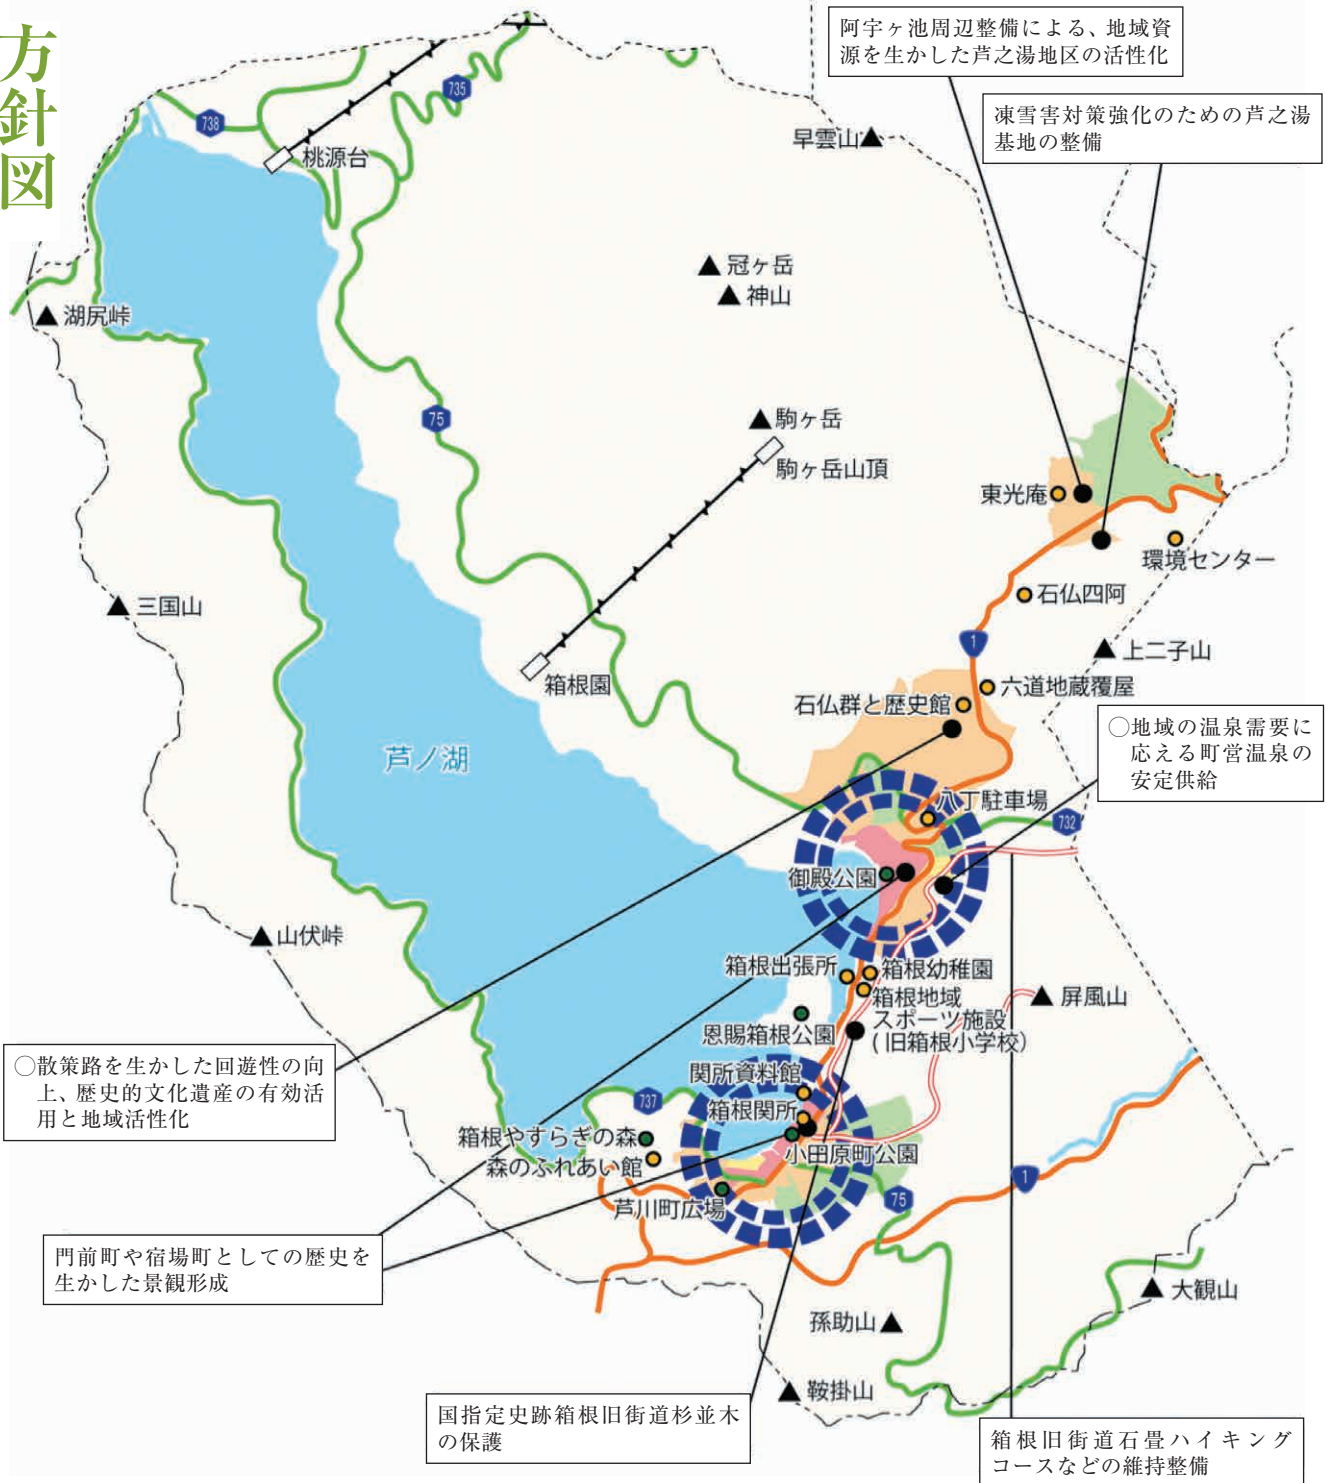 方針図
阿字ヶ池周辺整備による、地域資
源を生かした芦之湯地区の活性化
凍雪害対策強化のための芦之湯
基地の整備
735
738
桃源台
早雲山
冠ヶ岳
神山
湖尻峠
75
駒ヶ岳
駒ヶ岳山頂
東光庵
環境センター
石仏四阿
三国山
1
上二子山
箱根園
六道地蔵覆屋
石仏群と歴史館
芦ノ湖
〇地域の温泉需要に
応える町営温泉の
安定供給
八丁駐車場
732
御殿公園
山伏峠
箱根出張所
箱根幼稚園
箱根地域
スポーツ施設
(旧箱根小学校)
屏風山
恩賜箱根公園
〇散策路を生かした回遊性の向
上、歴史的文化遺産の有効活
用と地域活性化
関所資料館
737
箱根関所
箱根やすらぎの森
小田原町公園
森のふれあい館
1
75
芦川町広場
門前町や宿場町としての歴史を
生かした景観形成
大観山
孫助山
鞍掛山
国指定史跡箱根旧街道杉並木
の保護
箱根旧街道石畳ハイキング
コースなどの維持整備